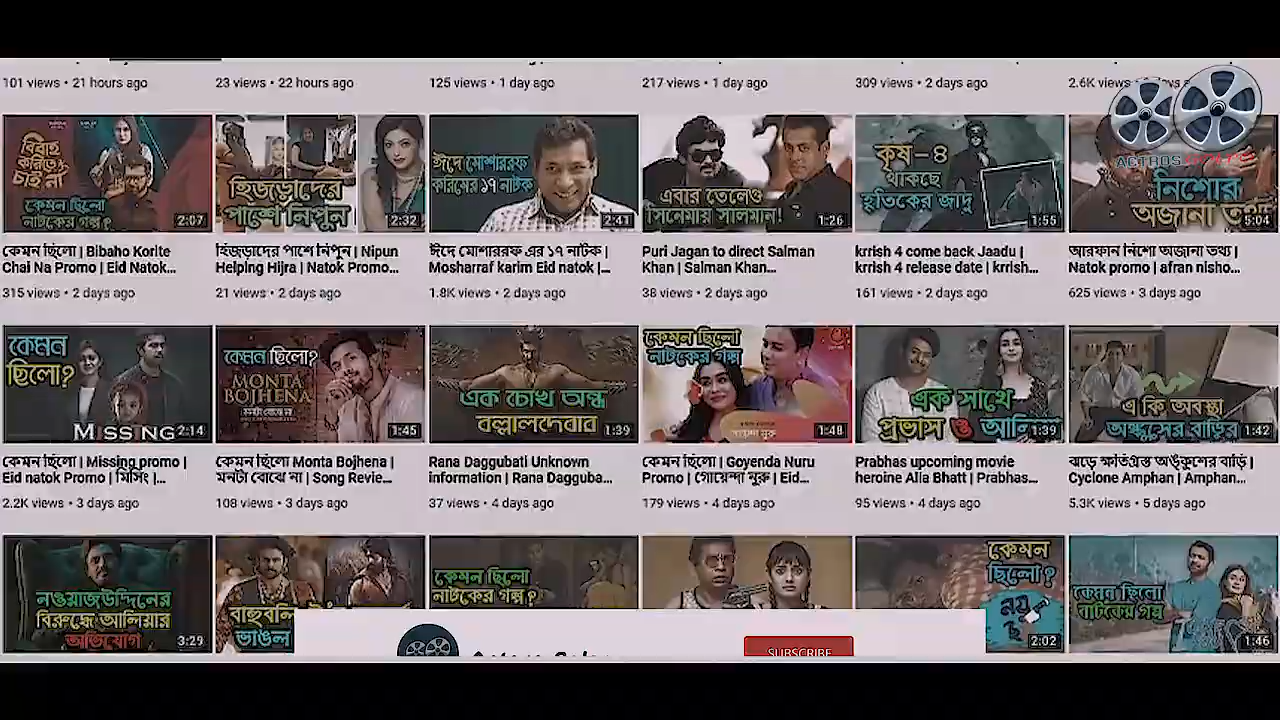 101 views • 21 hours ago
23 views • 22 hours ago
125 views • 1 day ago
217 views • 1 day ago
309 views • 2 days ago
2.6K views
ACTROS
বিবাহ
করিতে
চাই না
কেমন ছিলো
নাটকের গল্প ?
2:07
হিজড়াদের
পাশে নিপুন
2:32
ঈদে মোশাররফ
করিমের ১৭ নাটক
2:41
এবার তেলেগু
সিনেমায় সালমান!
1:26
কৃষ-৪
থাকছে
হৃতিকের জাদু
1:55
নিশোর
অজানা তথ্য
5:04
কেমন ছিলো | Bibaho Korite
Chai Na Promo | Eid Natok...
315 views • 2 days ago
হিজড়াদের পাশে নিপুন | Nipun
Helping Hijra | Natok Promo...
21 views • 2 days ago
ঈদে মোশাররফ এর ১৭ নাটক |
Mosharraf karim Eid natok |...
1.8K views • 2 days ago
Puri Jagan to direct Salman
Khan | Salman Khan...
38 views • 2 days ago
krrish 4 come back Jaadu |
krrish 4 release date | krrish...
161 views • 2 days ago
আরফান নিশো অজানা তথ্য |
Natok promo | afran nisho...
625 views • 3 days ago
কেমন
ছিলো?
MISSING
2:14
কেমন ছিলো?
MONTA
BOJHENA
মনটা বোঝে না
1:45
এক চোখ অন্ধ
বল্লালদেবার
1:39
কেমন ছিলো
নাটকের গল্প
গোয়েন্দা নুরু
1:48
এক সাথে
প্রভাস ও
1:39
এ কি অবস্থা
অঙ্কুসের বাড়ির
1:42
কেমন ছিলো | Missing promo |
Eid natok Promo | মিসিং |...
2.2K views • 3 days ago
কেমন ছিলো Monta Bojhena |
মনটা বোঝে না | Song Revie...
108 views • 3 days ago
Rana Daggubati Unknown
information | Rana Dagguba...
37 views • 4 days ago
কেমন ছিলো | Goyenda Nuru
Promo | গোয়েন্দা নুরু | Eid...
179 views • 4 days ago
Prabhas upcoming movie
heroine Alia Bhatt | Prabhas...
95 views • 4 days ago
ঝড়ে ক্ষতিগ্রস্ত অঙ্কুশের বাড়ি |
Cyclone Amphan | Amphan...
5.3K views • 5 days ago
নওয়াজউদ্দিনের
বিরুদ্ধে আলিয়ার
অভিযোগ
3:29
বাহুবলি
ভাঙল
কেমন ছিলো
নাটকের গল্প?
কেমন
ছিলো?
2:02
কেমন ছিলো
নাটকের গল্প
1:46
SUBSCRIBE